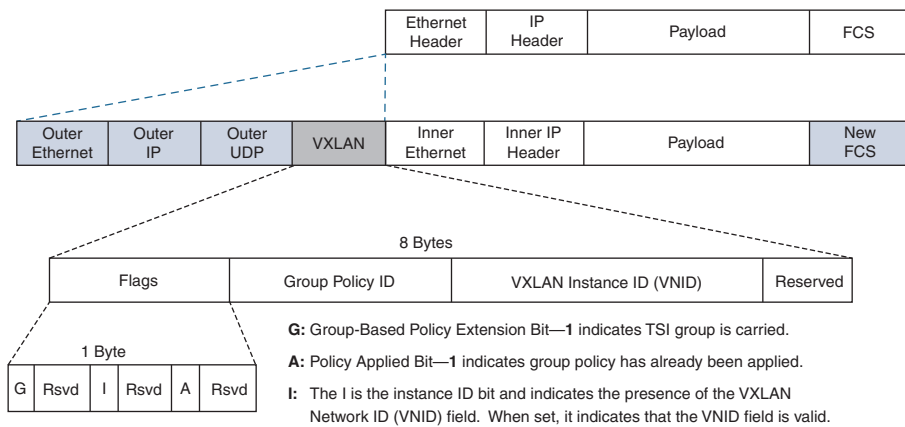 Ethernet Header
IP Header
Payload
FCS
Outer Ethernet
Outer IP
Outer UDP
VXLAN
Inner Ethernet
Inner IP Header
Payload
New FCS
8 Bytes
Flags
Group Policy ID
VXLAN Instance ID (VNID)
Reserved
1 Byte
G
Rsvd
I
Rsvd
A
Rsvd
G: Group-Based Policy Extension Bit—1 indicates TSI group is carried.
A: Policy Applied Bit—1 indicates group policy has already been applied.
I: The I is the instance ID bit and indicates the presence of the VXLAN
Network ID (VNID) field. When set, it indicates that the VNID field is valid.